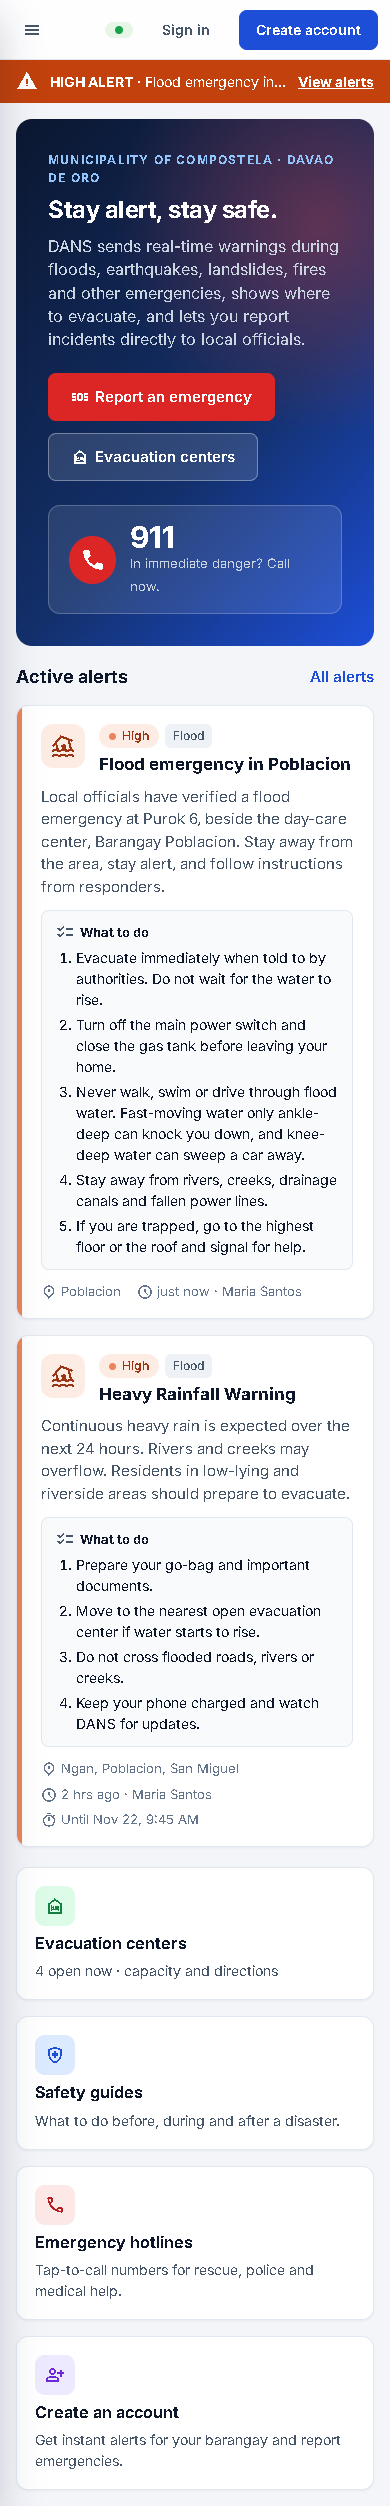 Sign in
Create account
HIGH ALERT · Flood emergency in...
View alerts
MUNICIPALITY OF COMPOSTELA · DAVAO
DE ORO
Stay alert, stay safe.
DANS sends real-time warnings during
floods, earthquakes, landslides, fires
and other emergencies, shows where
to evacuate, and lets you report
incidents directly to local officials.
SOS Report an emergency
Evacuation centers
911
In immediate danger? Call
now.
Active alerts
All alerts
High
Flood
Flood emergency in Poblacion
Local officials have verified a flood
emergency at Purok 6, beside the day-care
center, Barangay Poblacion. Stay away from
the area, stay alert, and follow instructions
from responders.
What to do
1. Evacuate immediately when told to by
authorities. Do not wait for the water to
rise.
2. Turn off the main power switch and
close the gas tank before leaving your
home.
3. Never walk, swim or drive through flood
water. Fast-moving water only ankle-
deep can knock you down, and knee-
deep water can sweep a car away.
4. Stay away from rivers, creeks, drainage
canals and fallen power lines.
5. If you are trapped, go to the highest
floor or the roof and signal for help.
Poblacion
just now · Maria Santos
High
Flood
Heavy Rainfall Warning
Continuous heavy rain is expected over the
next 24 hours. Rivers and creeks may
overflow. Residents in low-lying and
riverside areas should prepare to evacuate.
What to do
1. Prepare your go-bag and important
documents.
2. Move to the nearest open evacuation
center if water starts to rise.
3. Do not cross flooded roads, rivers or
creeks.
4. Keep your phone charged and watch
DANS for updates.
Ngan, Poblacion, San Miguel
2 hrs ago · Maria Santos
Until Nov 22, 9:45 AM
Evacuation centers
4 open now · capacity and directions
Safety guides
What to do before, during and after a disaster.
Emergency hotlines
Tap-to-call numbers for rescue, police and
medical help.
Create an account
Get instant alerts for your barangay and report
emergencies.